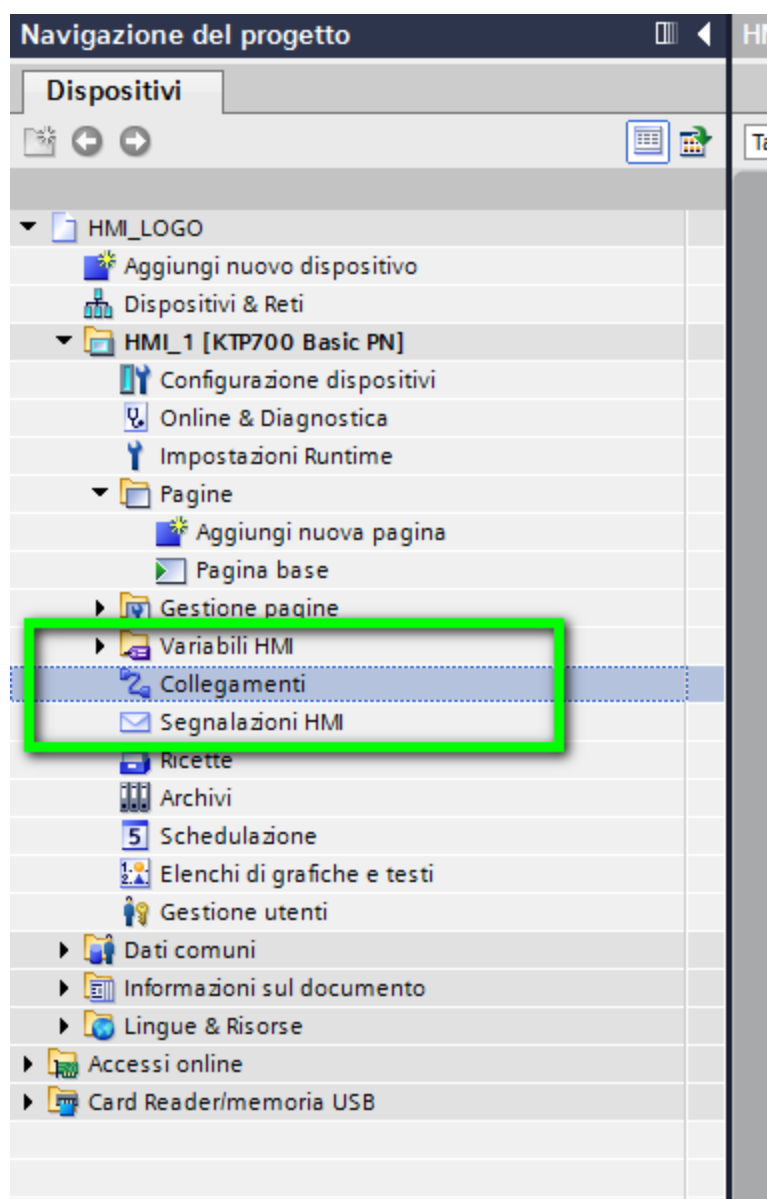 Navigazione del progetto
Dispositivi
HMI_LOGO
Aggiungi nuovo dispositivo
Dispositivi & Reti
HMI_1 [KTP700 Basic PN]
Configurazione dispositivi
Online & Diagnostica
Impostazioni Runtime
Pagine
Aggiungi nuova pagina
Pagina base
Gestione pagine
Variabili HMI
Collegamenti
Segnalazioni HMI
Ricette
Archivi
Schedulazione
Elenchi di grafiche e testi
Gestione utenti
Dati comuni
Informazioni sul documento
Lingue & Risorse
Accessi online
Card Reader/memoria USB